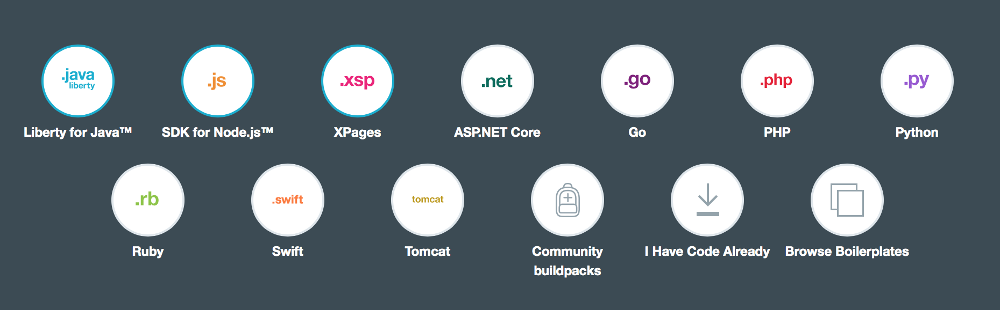 .java
liberty
.js
.xsp
.net
.go
.php
.py
Liberty for Java™
SDK for Node.js™
XPages
ASP.NET Core
Go
PHP
Python
.rb
.swift
tomcat
Ruby
Swift
Tomcat
Community
buildpacks
I Have Code Already
Browse Boilerplates